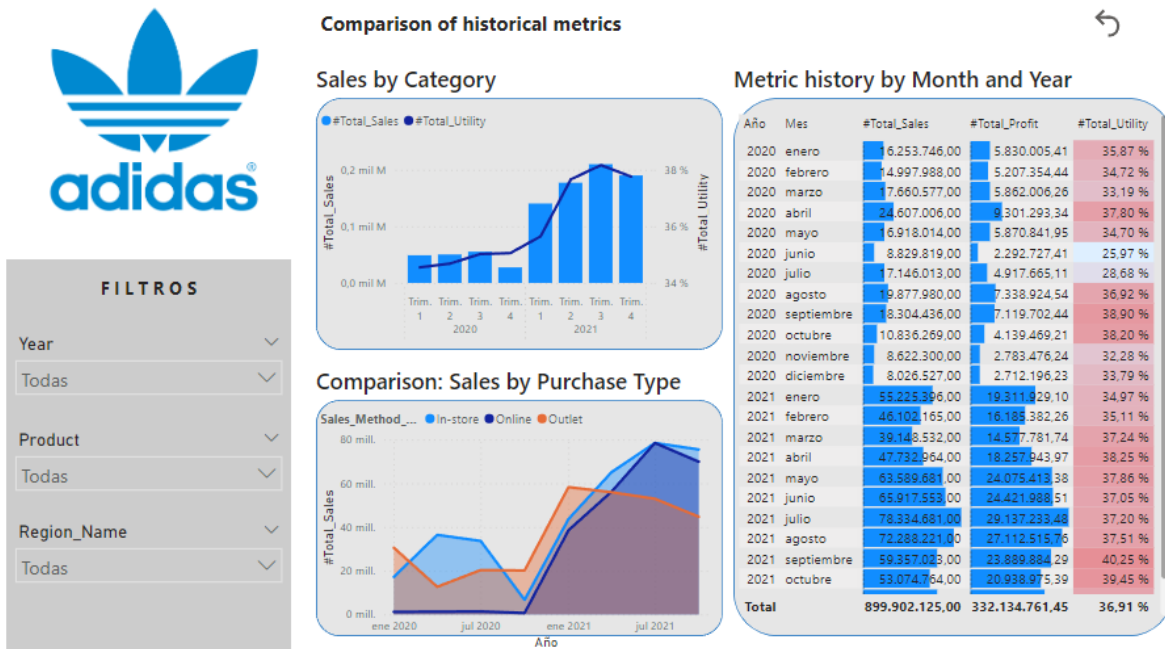 adidas®
FILTROS
Year
Todas
Product
Todas
Region_Name
Todas
Comparison of historical metrics
Sales by Category
#Total_Sales #Total_Utility
#Total_Sales
0,2 mil M
0,1 mil M
0,0 mil M
38 %
36 %
34 %
#Total_Utility
Trim. 1 Trim. 2 Trim. 3 Trim. 4 Trim. 1 Trim. 2 Trim. 3 Trim. 4
2020 2021
Comparison: Sales by Purchase Type
Sales_Method_... In-store Online Outlet
#Total_Sales
80 mill.
60 mill.
40 mill.
20 mill.
0 mill.
ene 2020 jul 2020 ene 2021 jul 2021
Año
Metric history by Month and Year
Año Mes #Total_Sales #Total_Profit #Total_Utility
2020 enero 16.253.746,00 5.830.005,41 35,87 %
2020 febrero 14.997.988,00 5.207.354,44 34,72 %
2020 marzo 17.660.577,00 5.862.006,26 33,19 %
2020 abril 24.607.006,00 9.301.293,34 37,80 %
2020 mayo 16.918.014,00 5.870.841,95 34,70 %
2020 junio 8.829.819,00 2.292.727,41 25,97 %
2020 julio 17.146.013,00 4.917.665,11 28,68 %
2020 agosto 19.877.980,00 7.338.924,54 36,92 %
2020 septiembre 18.304.436,00 7.119.702,44 38,90 %
2020 octubre 10.836.269,00 4.139.469,21 38,20 %
2020 noviembre 8.622.300,00 2.783.476,24 32,28 %
2020 diciembre 8.026.527,00 2.712.196,23 33,79 %
2021 enero 55.225.396,00 19.311.929,10 34,97 %
2021 febrero 46.102.165,00 16.185.382,26 35,11 %
2021 marzo 39.148.532,00 14.577.781,74 37,24 %
2021 abril 47.732.964,00 18.257.943,97 38,25 %
2021 mayo 63.589.681,00 24.075.413,38 37,86 %
2021 junio 65.917.553,00 24.421.988,51 37,05 %
2021 julio 78.334.681,00 29.137.233,48 37,20 %
2021 agosto 72.288.221,00 27.112.515,76 37,51 %
2021 septiembre 59.357.023,00 23.889.884,29 40,25 %
2021 octubre 53.074.764,00 20.938.975,39 39,45 %
Total 899.902.125,00 332.134.761,45 36,91 %